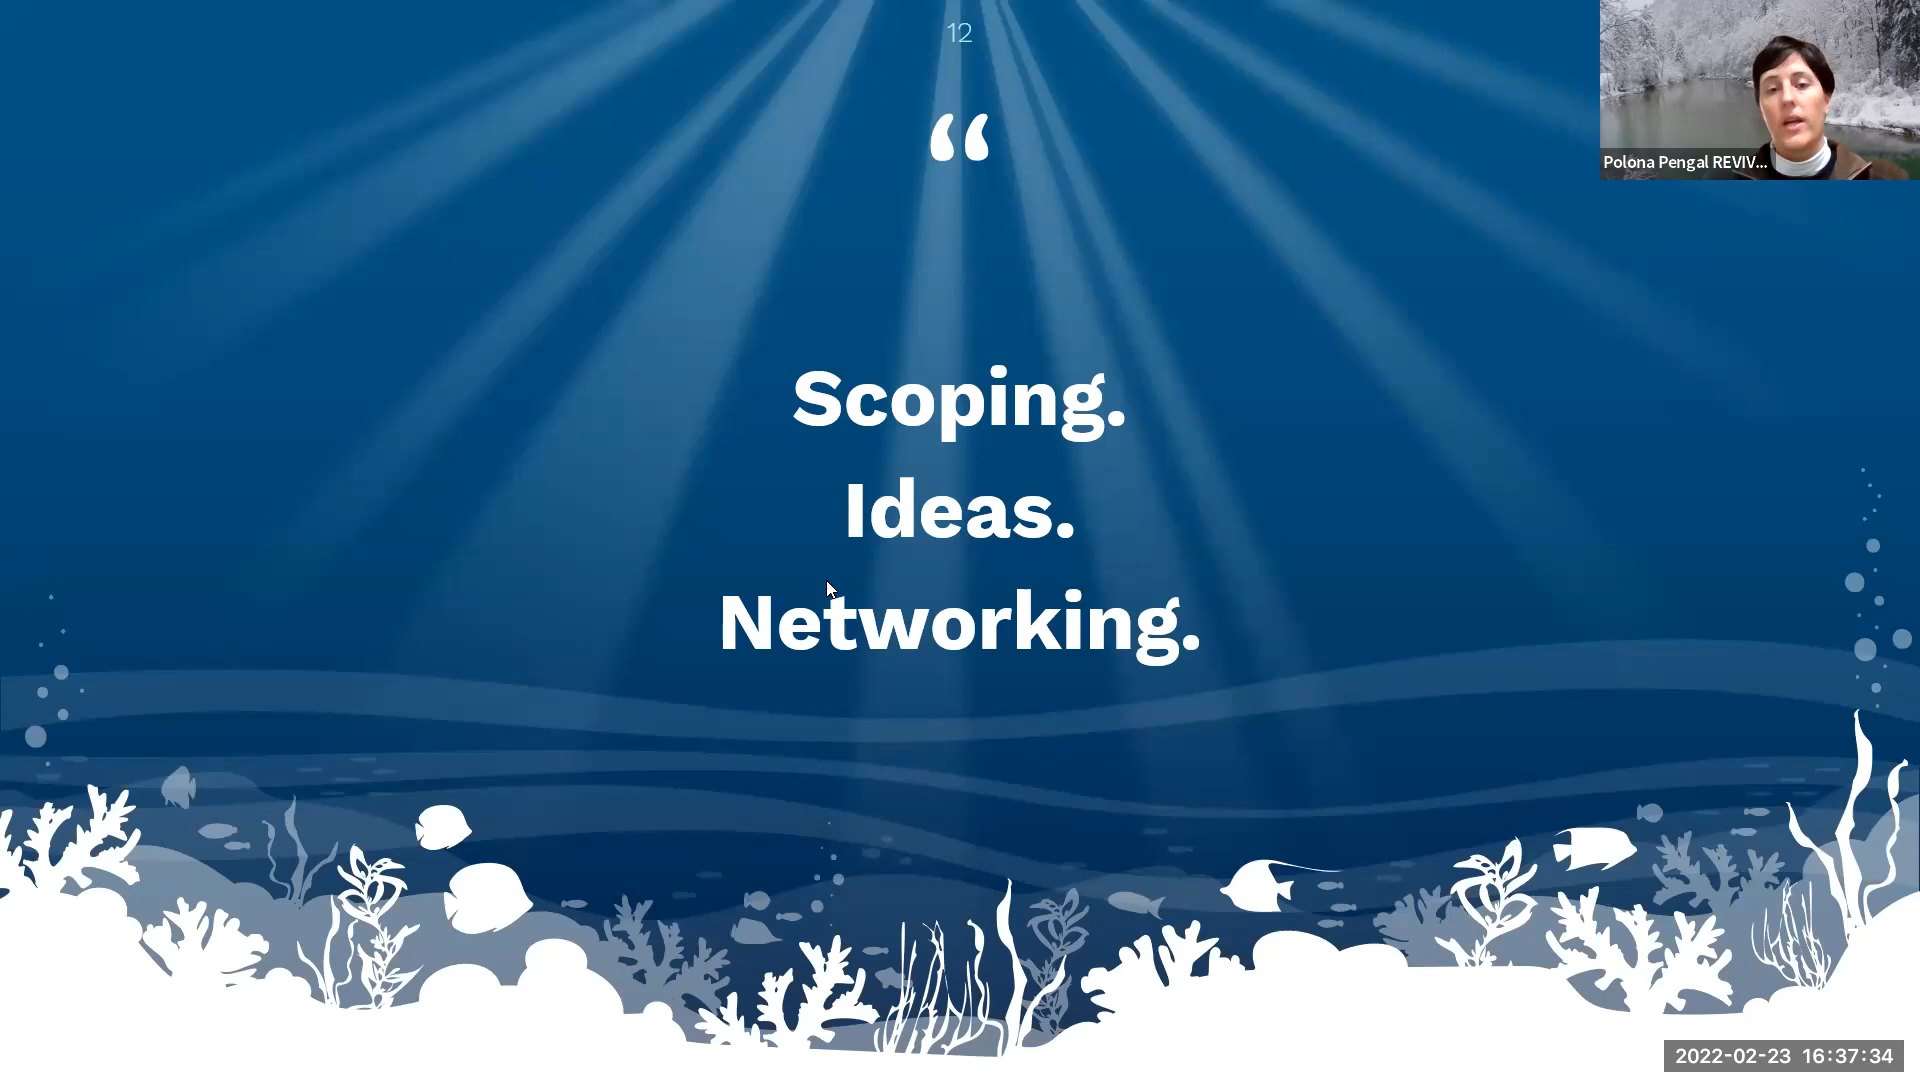 12
“
Scoping.
Ideas.
Networking.
Polona Pengal REVIV...
2022-02-23 16:37:34